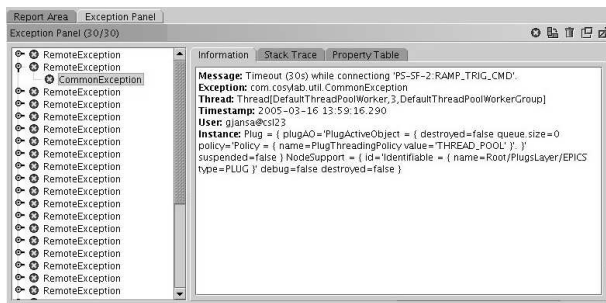 Report Area
Exception Panel
Exception Panel (30/30)
RemoteException
RemoteException
CommonException
RemoteException
RemoteException
RemoteException
RemoteException
RemoteException
RemoteException
RemoteException
RemoteException
RemoteException
RemoteException
RemoteException
RemoteException
RemoteException
RemoteException
Information
Stack Trace
Property Table
Message: Timeout (30s) while connecting 'PS-SF-2:RAMP_TRIG_CMD'.
Exception: com.cosylab.util.CommonException
Thread: Thread[DefaultThreadPoolWorker,3,DefaultThreadPoolWorkerGroup]
Timestamp: 2005-03-16 13:59:16.290
User: gjansa@csl23
Instance: Plug = { plugAO='PlugActiveObject = { destroyed=false queue.size=0
policy='Policy = { name=PlugThreadingPolicy value='THREAD_POOL' }'. }'
suspended=false } NodeSupport = { id='Identifiable = { name=Root/PlugsLayer/EPICS
type=PLUG }' debug=false destroyed=false }